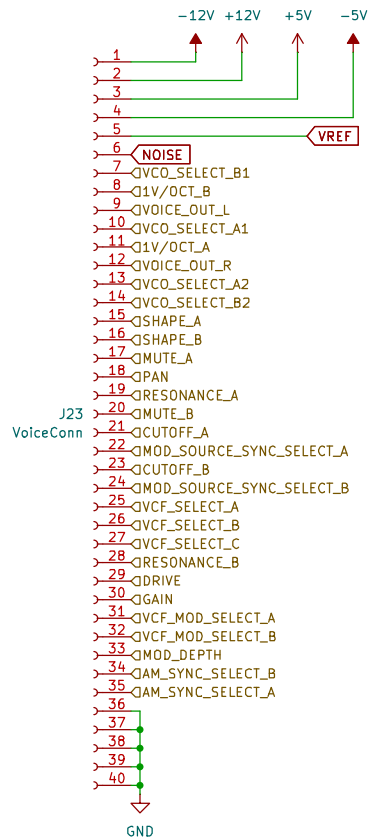 -12V +12V +5V -5V
1
2
3
4
5 VREF
6 NOISE
7 VCO_SELECT_B1
8 1V/OCT_B
9 VOICE_OUT_L
10 VCO_SELECT_A1
11 1V/OCT_A
12 VOICE_OUT_R
13 VCO_SELECT_A2
14 VCO_SELECT_B2
15 SHAPE_A
16 SHAPE_B
17 MUTE_A
18 PAN
19 RESONANCE_A
J23 20 MUTE_B
VoiceConn 21 CUTOFF_A
22 MOD_SOURCE_SYNC_SELECT_A
23 CUTOFF_B
24 MOD_SOURCE_SYNC_SELECT_B
25 VCF_SELECT_A
26 VCF_SELECT_B
27 VCF_SELECT_C
28 RESONANCE_B
29 DRIVE
30 GAIN
31 VCF_MOD_SELECT_A
32 VCF_MOD_SELECT_B
33 MOD_DEPTH
34 AM_SYNC_SELECT_B
35 AM_SYNC_SELECT_A
36
37
38
39
40
GND